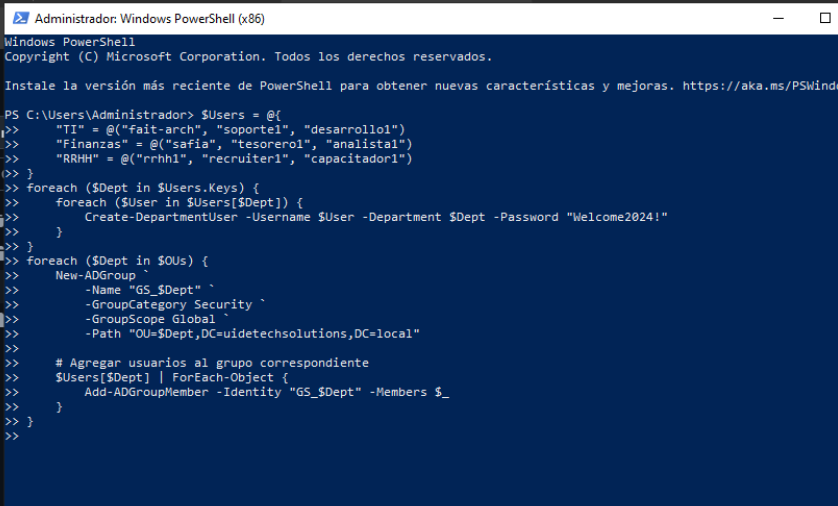 Administrador: Windows PowerShell (x86)
Windows PowerShell
Copyright (C) Microsoft Corporation. Todos los derechos reservados.
Instale la versión más reciente de PowerShell para obtener nuevas características y mejoras. https://aka.ms/PSWind
PS C:\Users\Administrador> $Users = @{
>>     "TI" = @("fait-arch", "soporte1", "desarrollo1")
>>     "Finanzas" = @("safia", "tesorero1", "analista1")
>>     "RRHH" = @("rrhh1", "recruiter1", "capacitador1")
>> }
>> foreach ($Dept in $Users.Keys) {
>>     foreach ($User in $Users[$Dept]) {
>>         Create-DepartmentUser -Username $User -Department $Dept -Password "Welcome2024!"
>>     }
>> }
>> foreach ($Dept in $OUs) {
>>     New-ADGroup `
>>         -Name "GS_$Dept" `
>>         -GroupCategory Security `
>>         -GroupScope Global `
>>         -Path "OU=$Dept,DC=uidetechsolutions,DC=local"
>>
>>     # Agregar usuarios al grupo correspondiente
>>     $Users[$Dept] | ForEach-Object {
>>         Add-ADGroupMember -Identity "GS_$Dept" -Members $_
>>     }
>> }
>>